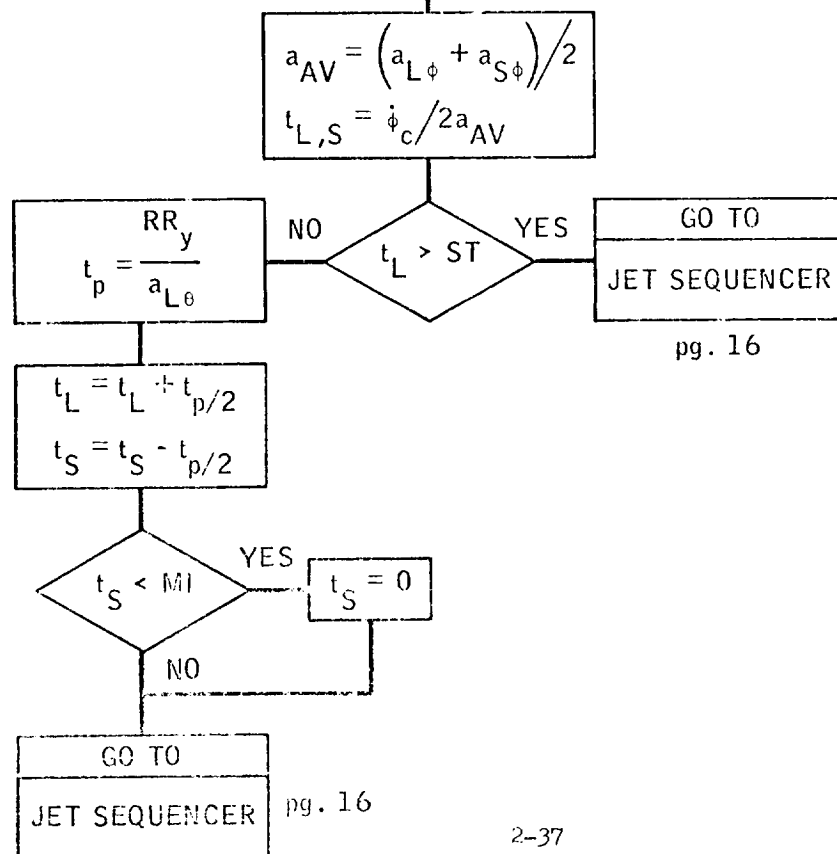 a_AV = (a_Lϕ + a_Sϕ)/2
t_L,S = ϕ̇_c/2a_AV
t_L > ST
NO
YES
GO TO
JET SEQUENCER
pg. 16
t_p = RR_y / a_Lθ
t_L = t_L + t_p/2
t_S = t_S - t_p/2
t_S < MI
YES
t_S = 0
NO
GO TO
JET SEQUENCER
pg. 16
2-37